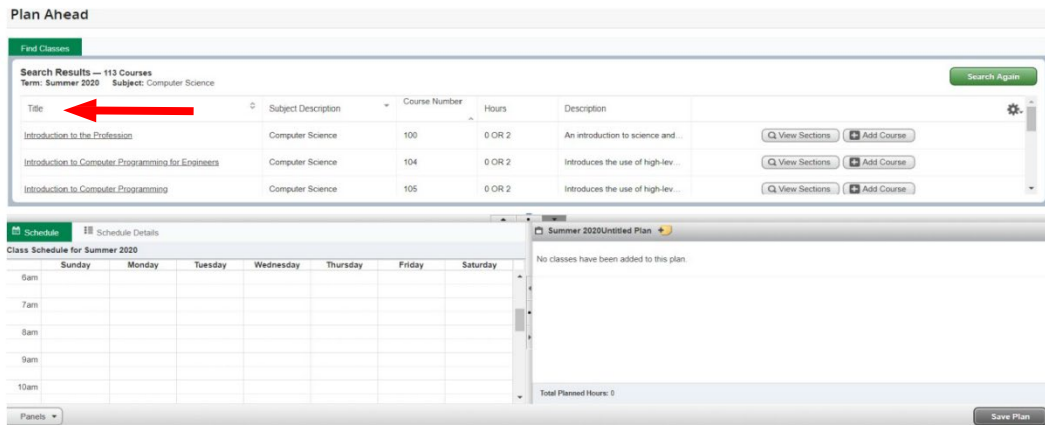 Plan Ahead
Find Classes
Search Results — 113 Courses
Term: Summer 2020 Subject: Computer Science
Search Again
Title Subject Description Course Number Hours Description
Introduction to the Profession Computer Science 100 0 OR 2 An introduction to science and... View Sections Add Course
Introduction to Computer Programming for Engineers Computer Science 104 0 OR 2 Introduces the use of high-lev... View Sections Add Course
Introduction to Computer Programming Computer Science 105 0 OR 2 Introduces the use of high-lev... View Sections Add Course
Schedule Schedule Details
Class Schedule for Summer 2020
Sunday Monday Tuesday Wednesday Thursday Friday Saturday
6am
7am
8am
9am
10am
Summer 2020Untitled Plan
No classes have been added to this plan.
Total Planned Hours: 0
Panels
Save Plan